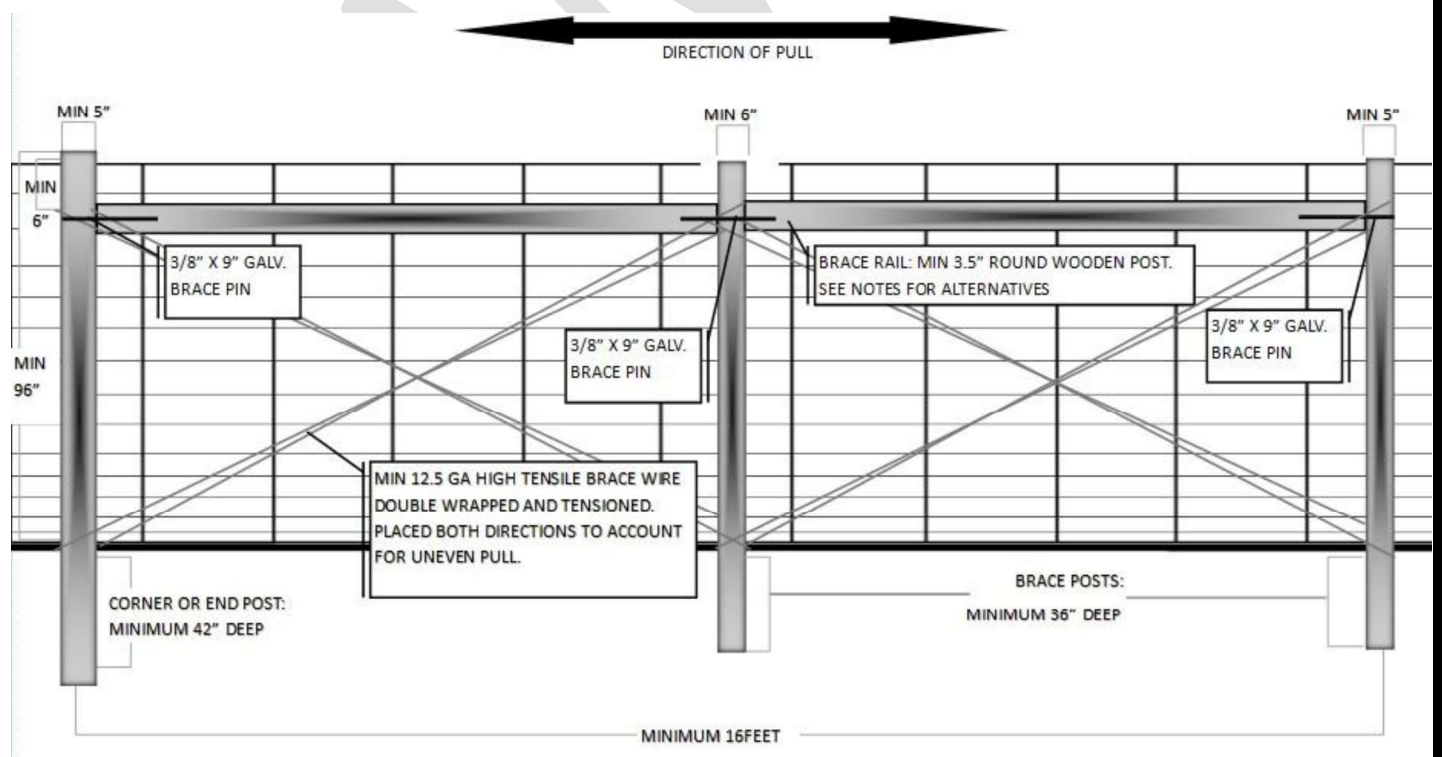 DIRECTION OF PULL
MIN 5”
MIN 6”
MIN 5”
MIN
6”
3/8” X 9” GALV.
BRACE PIN
BRACE RAIL: MIN 3.5” ROUND WOODEN POST.
SEE NOTES FOR ALTERNATIVES
3/8” X 9” GALV.
BRACE PIN
3/8” X 9” GALV.
BRACE PIN
MIN
96”
MIN 12.5 GA HIGH TENSILE BRACE WIRE
DOUBLE WRAPPED AND TENSIONED.
PLACED BOTH DIRECTIONS TO ACCOUNT
FOR UNEVEN PULL.
CORNER OR END POST:
MINIMUM 42” DEEP
BRACE POSTS:
MINIMUM 36” DEEP
MINIMUM 16FEET